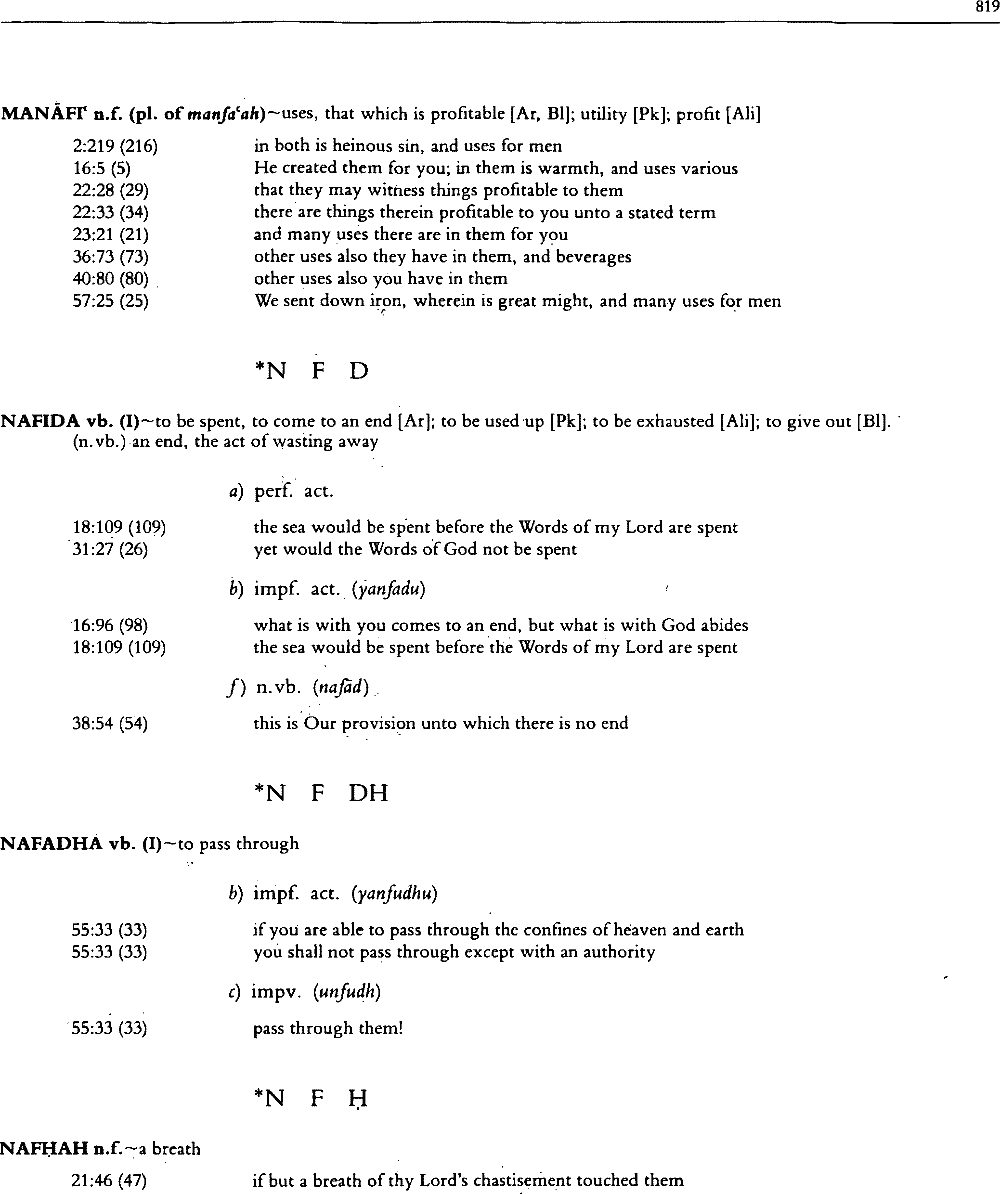 819
MANĀFIʿ n.f. (pl. of manfaʿah)~uses, that which is profitable [Ar, Bl]; utility [Pk]; profit [Ali]
2:219 (216) in both is heinous sin, and uses for men
16:5 (5) He created them for you; in them is warmth, and uses various
22:28 (29) that they may witness things profitable to them
22:33 (34) there are things therein profitable to you unto a stated term
23:21 (21) and many uses there are in them for you
36:73 (73) other uses also they have in them, and beverages
40:80 (80) other uses also you have in them
57:25 (25) We sent down iron, wherein is great might, and many uses for men
*N F D
NAFIDA vb. (I)~to be spent, to come to an end [Ar]; to be used up [Pk]; to be exhausted [Ali]; to give out [Bl].
(n.vb.) an end, the act of wasting away
a) perf. act.
18:109 (109) the sea would be spent before the Words of my Lord are spent
31:27 (26) yet would the Words of God not be spent
b) impf. act. (yanfadu)
16:96 (98) what is with you comes to an end, but what is with God abides
18:109 (109) the sea would be spent before the Words of my Lord are spent
f) n.vb. (nafād)
38:54 (54) this is Our provision unto which there is no end
*N F DH
NAFADHA vb. (I)~to pass through
b) impf. act. (yanfudhu)
55:33 (33) if you are able to pass through the confines of heaven and earth
55:33 (33) you shall not pass through except with an authority
c) impv. (unfudh)
55:33 (33) pass through them!
*N F Ḥ
NAFḤAH n.f.~a breath
21:46 (47) if but a breath of thy Lord's chastisement touched them